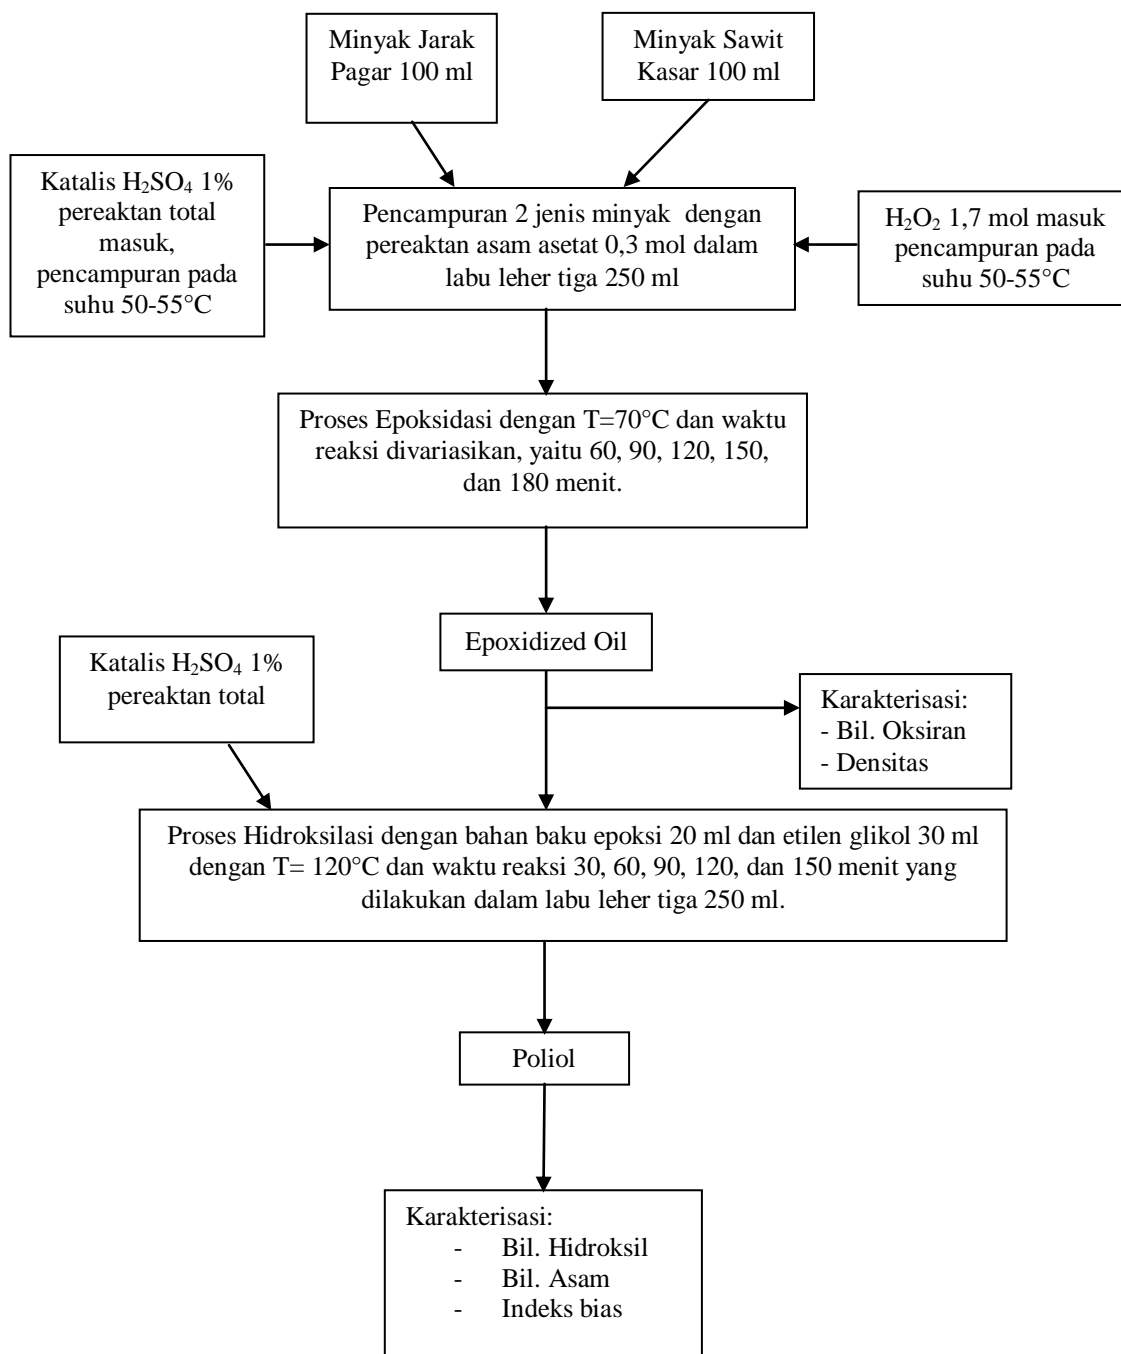 Minyak Jarak
Pagar 100 ml
Minyak Sawit
Kasar 100 ml
Katalis H₂SO₄ 1%
pereaktan total
masuk,
pencampuran pada
suhu 50-55°C
Pencampuran 2 jenis minyak dengan
pereaktan asam asetat 0,3 mol dalam
labu leher tiga 250 ml
H₂O₂ 1,7 mol masuk
pencampuran pada
suhu 50-55°C
Proses Epoksidasi dengan T=70°C dan waktu
reaksi divariasikan, yaitu 60, 90, 120, 150,
dan 180 menit.
Epoxidized Oil
Katalis H₂SO₄ 1%
pereaktan total
Karakterisasi:
- Bil. Oksiran
- Densitas
Proses Hidroksilasi dengan bahan baku epoksi 20 ml dan etilen glikol 30 ml
dengan T= 120°C dan waktu reaksi 30, 60, 90, 120, dan 150 menit yang
dilakukan dalam labu leher tiga 250 ml.
Poliol
Karakterisasi:
- Bil. Hidroksil
- Bil. Asam
- Indeks bias